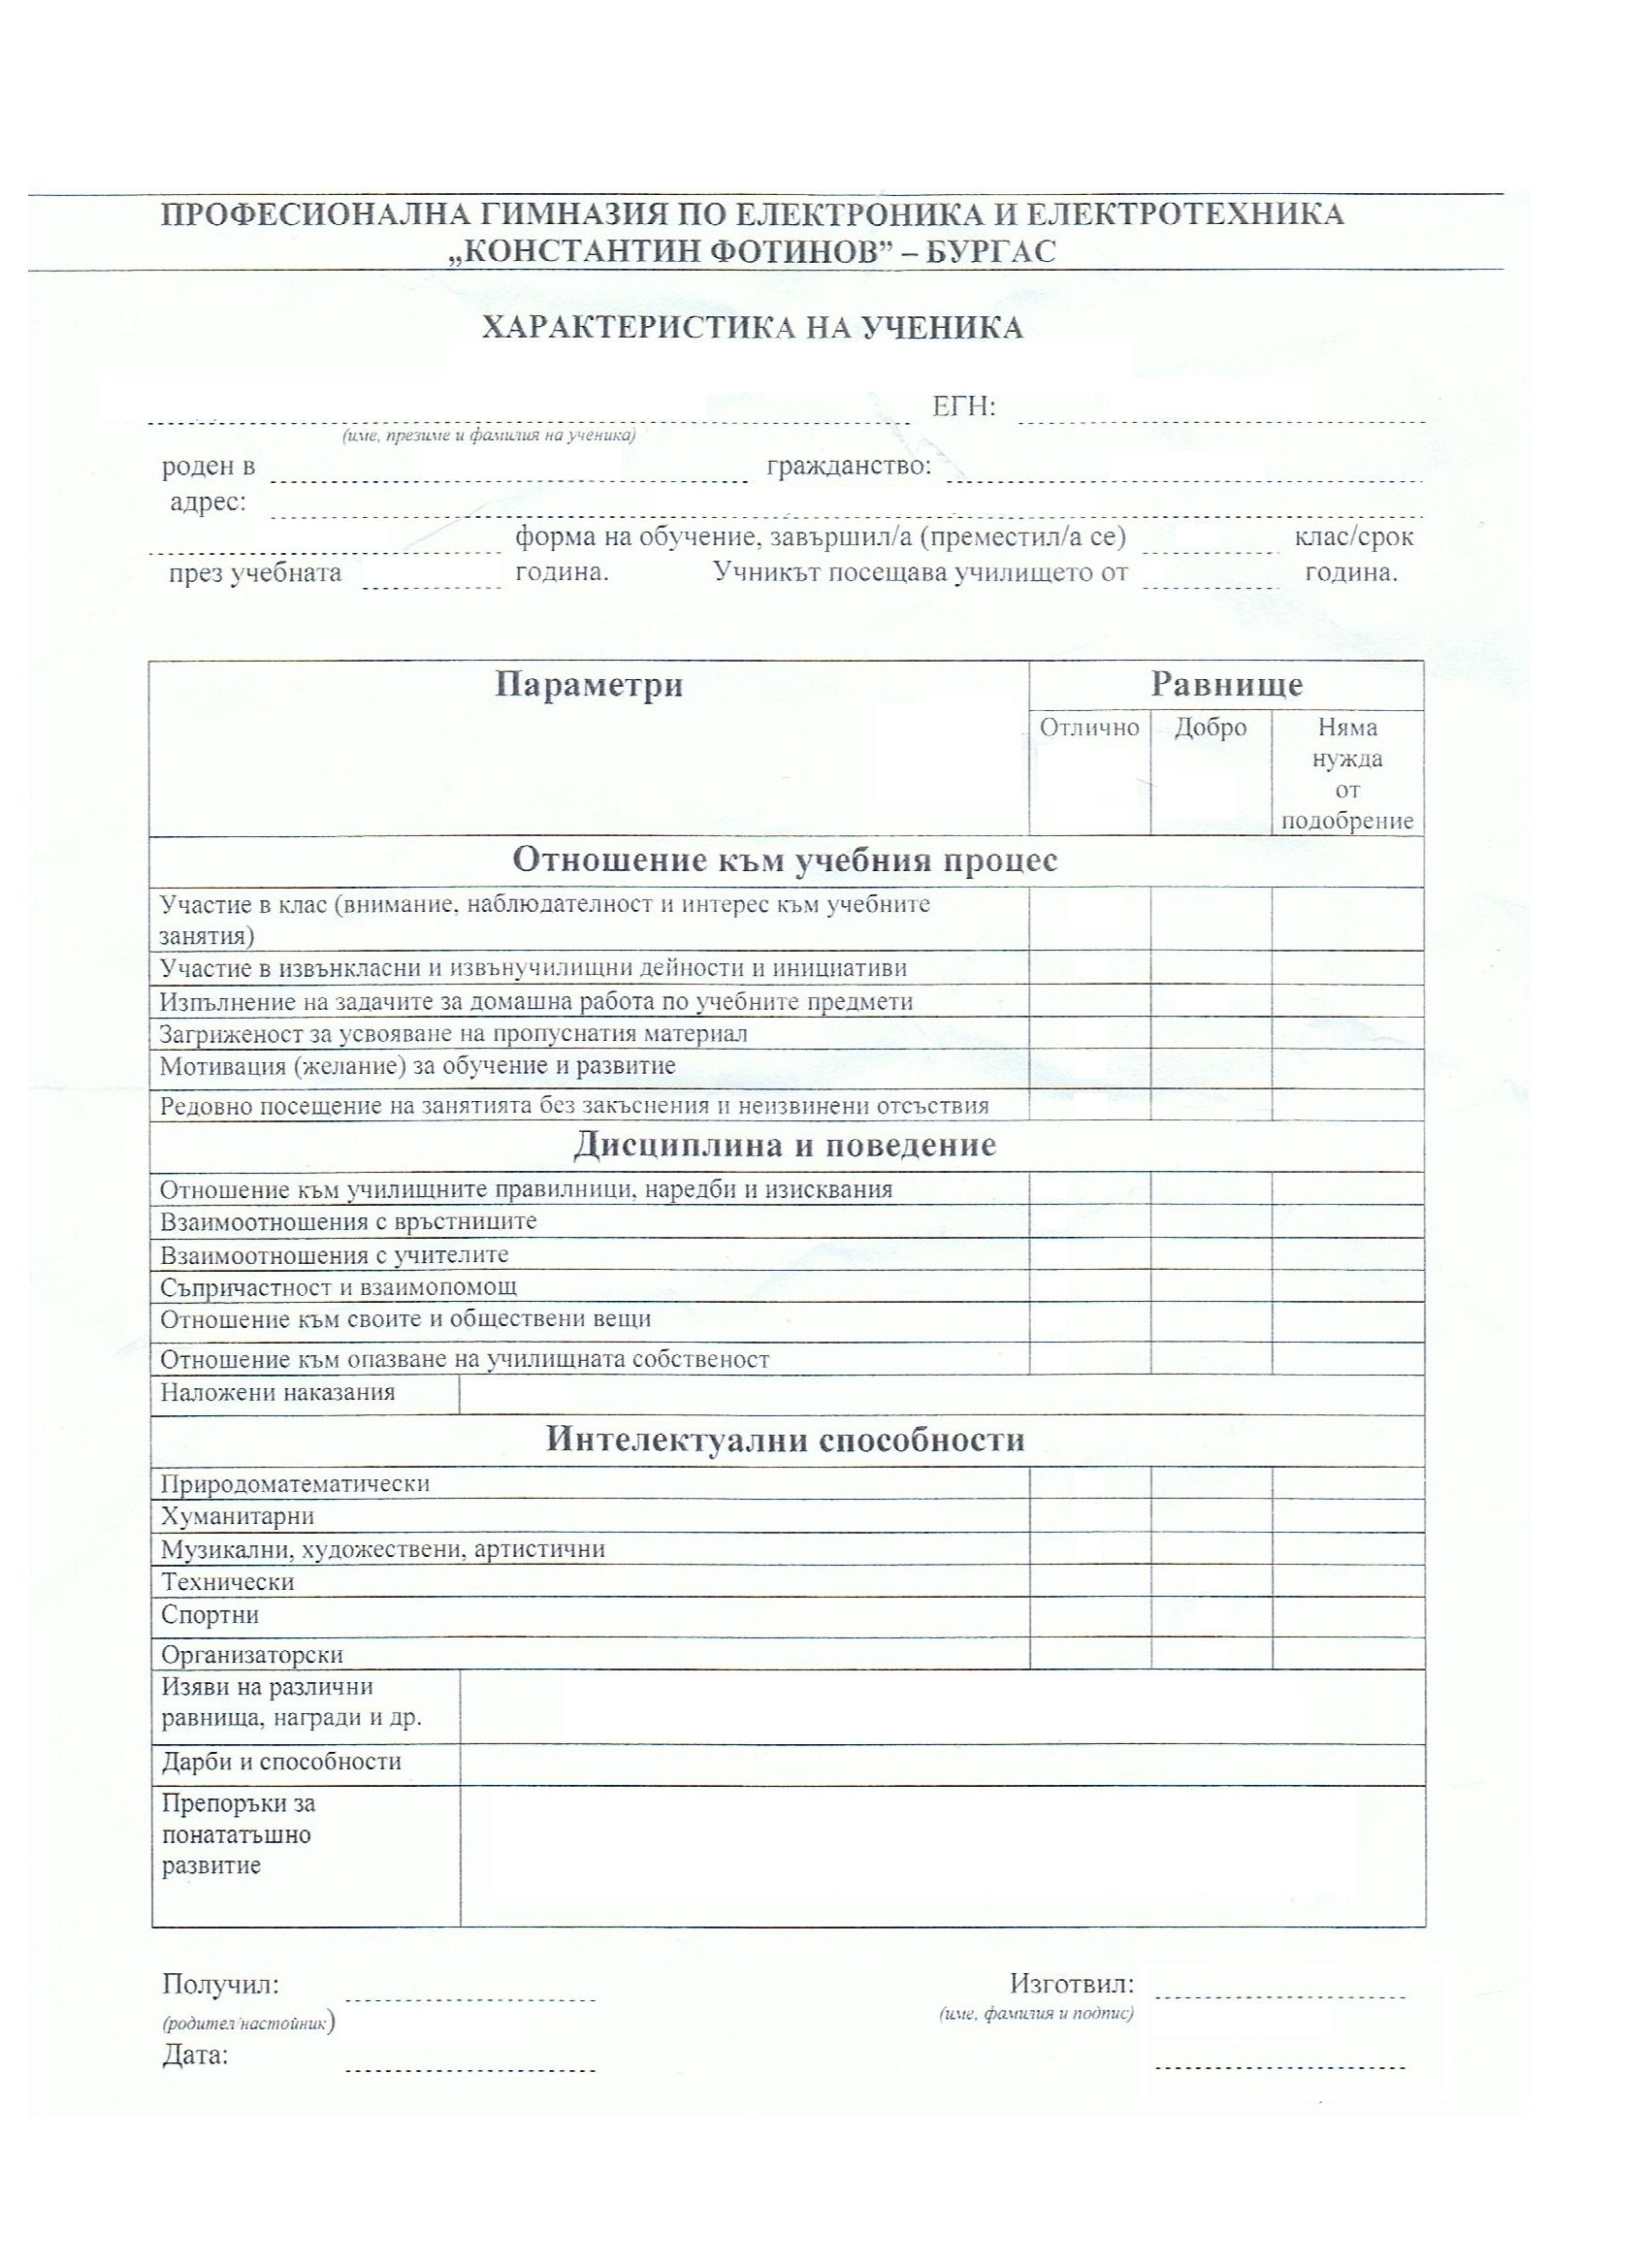 ПРОФЕСИОНАЛНА ГИМНАЗИЯ ПО ЕЛЕКТРОНИКА И ЕЛЕКТРОТЕХНИКА
„КОНСТАНТИН ФОТИНОВ” – БУРГАС
ХАРАКТЕРИСТИКА НА УЧЕНИКА
ЕГН:
(име, презиме и фамилия на ученика)
роден в гражданство:
адрес:
форма на обучение, завършил/а (преместил/а се) клас/срок
през учебната година. Учникът посещава училището от година.
Параметри Равнище
Отлично Добро Няма
нужда
от
подобрение
Отношение към учебния процес
Участие в клас (внимание, наблюдателност и интерес към учебните
занятия)
Участие в извънкласни и извънучилищни дейности и инициативи
Изпълнение на задачите за домашна работа по учебните предмети
Загриженост за усвояване на пропуснатия материал
Мотивация (желание) за обучение и развитие
Редовно посещение на занятията без закъснения и неизвинени отсъствия
Дисциплина и поведение
Отношение към училищните правилници, наредби и изисквания
Взаимоотношения с връстниците
Взаимоотношения с учителите
Съпричастност и взаимопомощ
Отношение към своите и обществени вещи
Отношение към опазване на училищната собственост
Наложени наказания
Интелектуални способности
Природоматематически
Хуманитарни
Музикални, художествени, артистични
Технически
Спортни
Организаторски
Изяви на различни
равнища, награди и др.
Дарби и способности
Препоръки за
понататъшно
развитие
Получил: Изготвил:
(родител/настойник) (име, фамилия и подпис)
Дата: